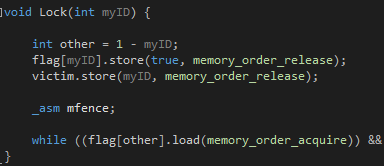 void Lock(int myID) {
int other = 1 - myID;
flag[myID].store(true, memory_order_release);
victim.store(myID, memory_order_release);
_asm mfence;
while ((flag[other].load(memory_order_acquire)) &&
}